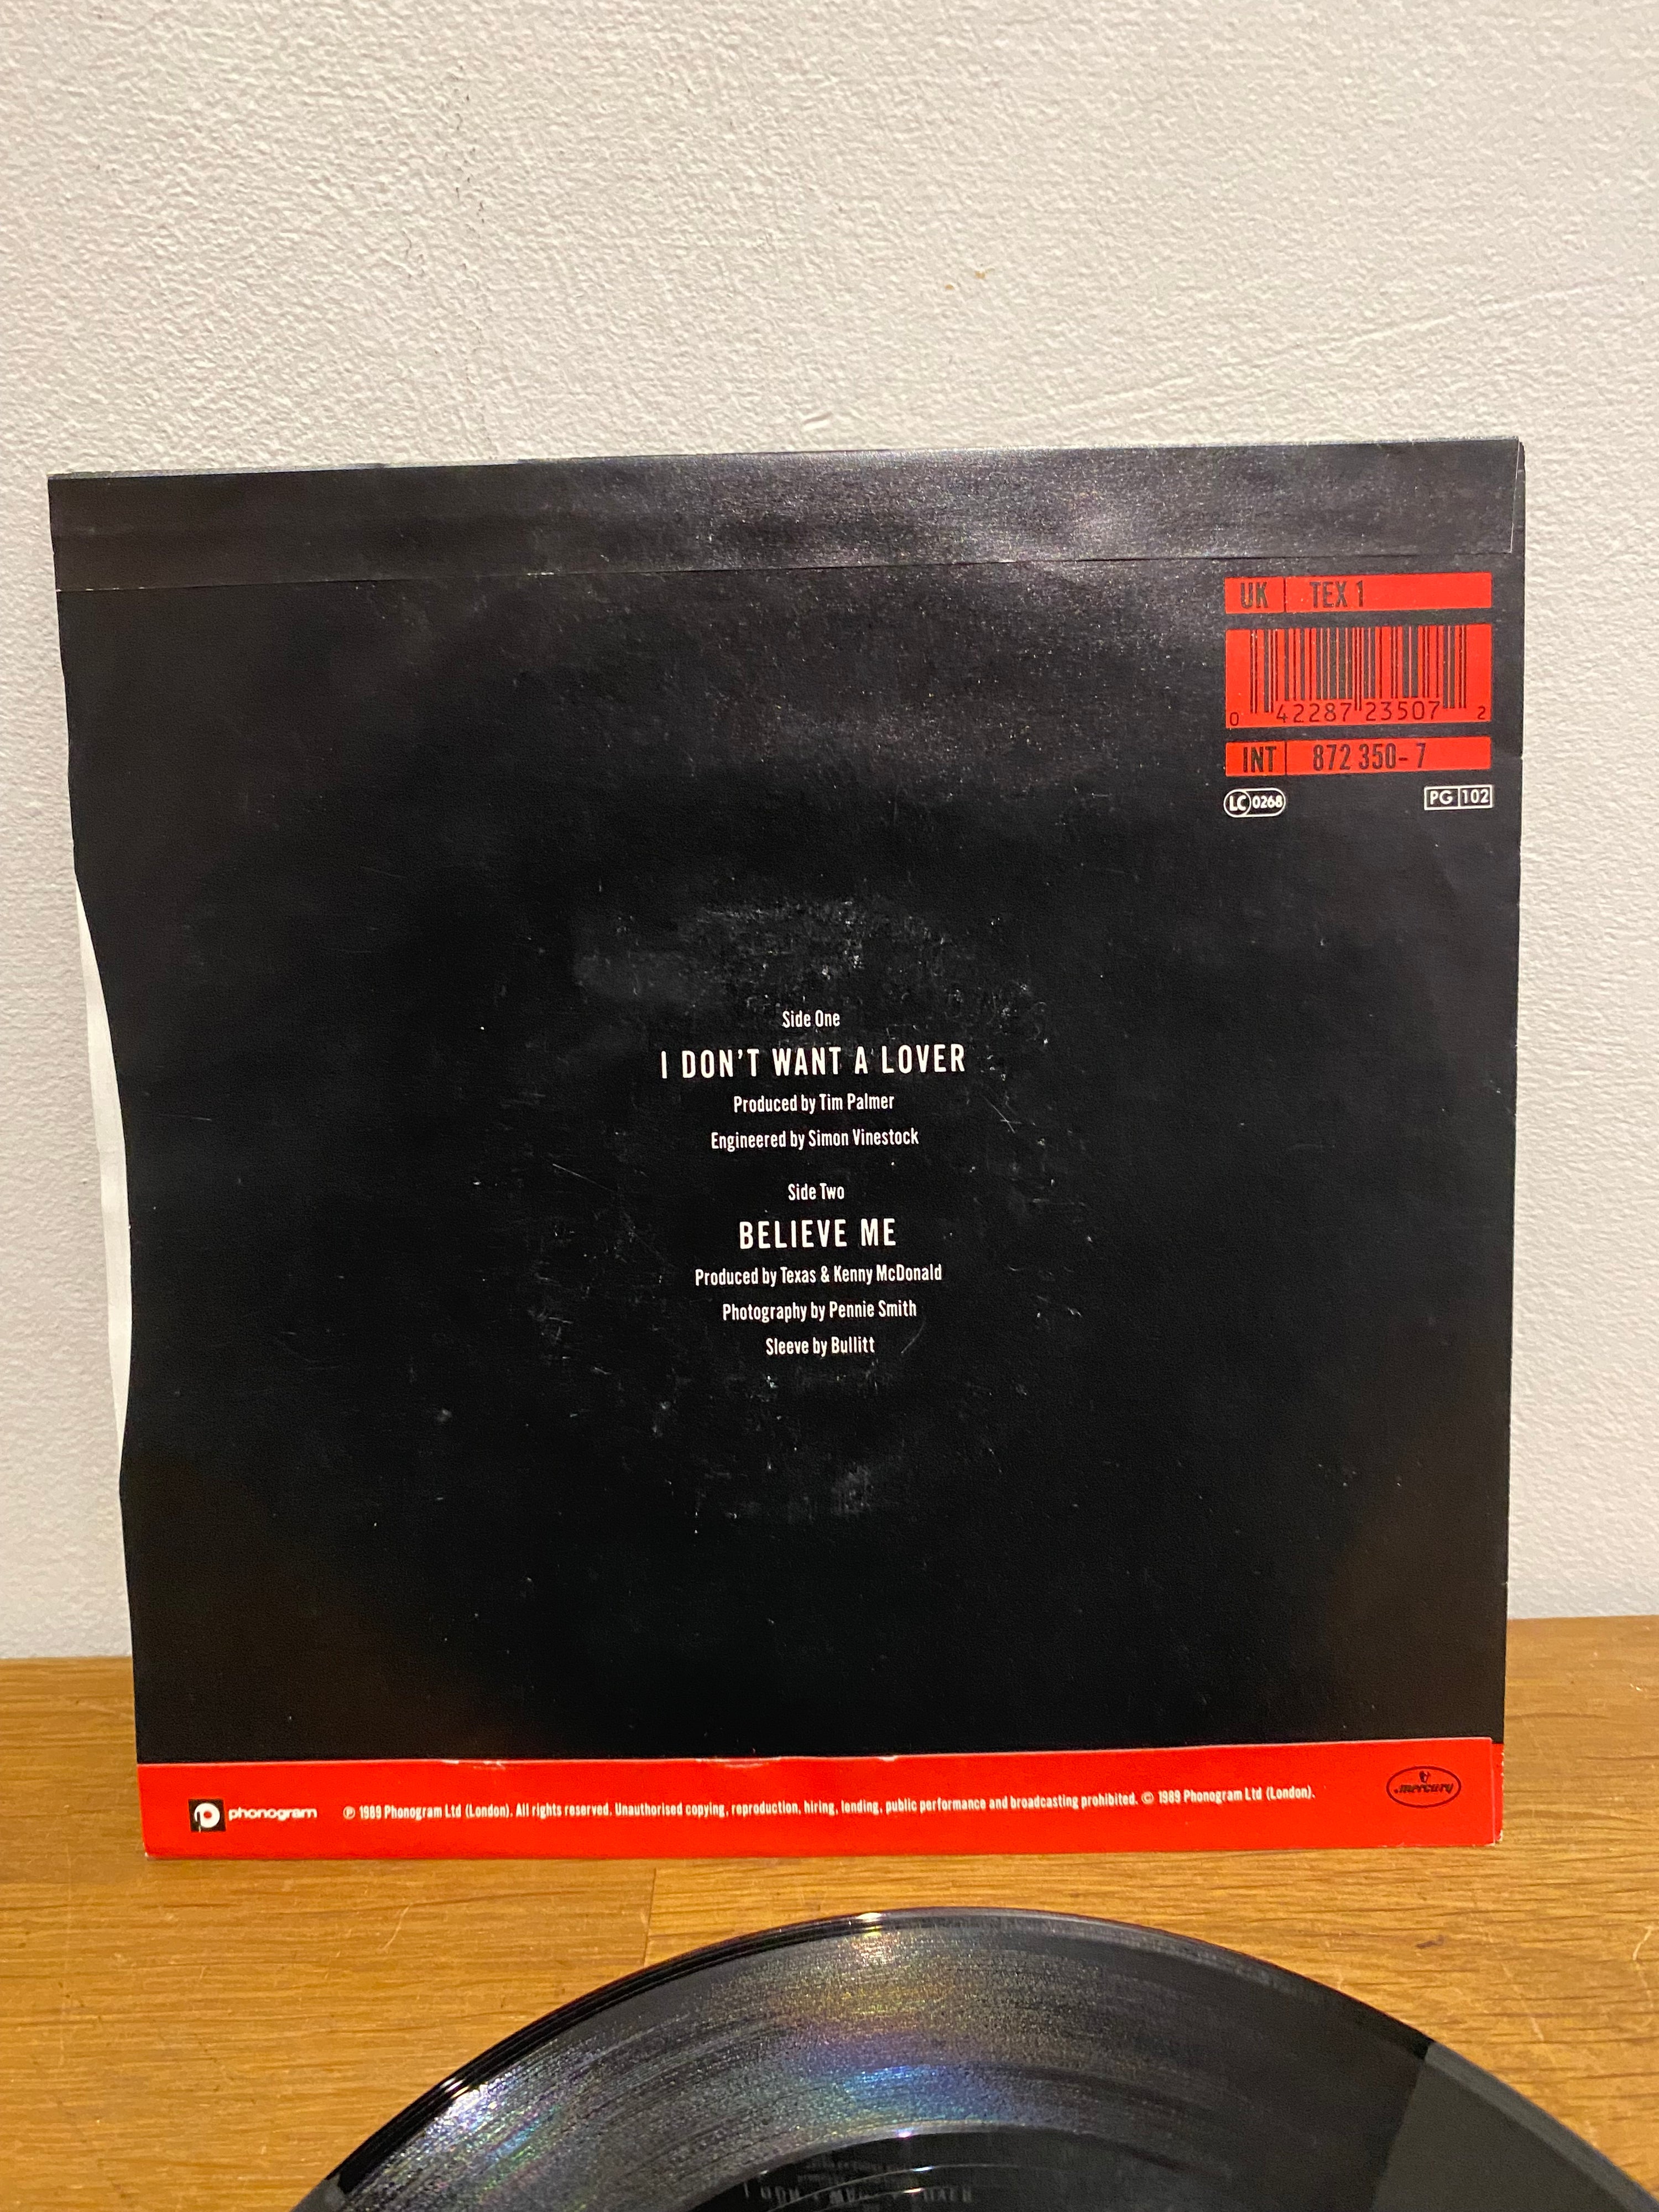 UK TEX 1
0 42287 23507 2
INT 872 350-7
LC 0268 PG 102
Side One
I DON'T WANT A LOVER
Produced by Tim Palmer
Engineered by Simon Vinestock
Side Two
BELIEVE ME
Produced by Texas & Kenny McDonald
Photography by Pennie Smith
Sleeve by Bullitt
phonogram ℗ 1989 Phonogram Ltd (London). All rights reserved. Unauthorised copying, reproduction, hiring, lending, public performance and broadcasting prohibited. © 1989 Phonogram Ltd (London). mercury